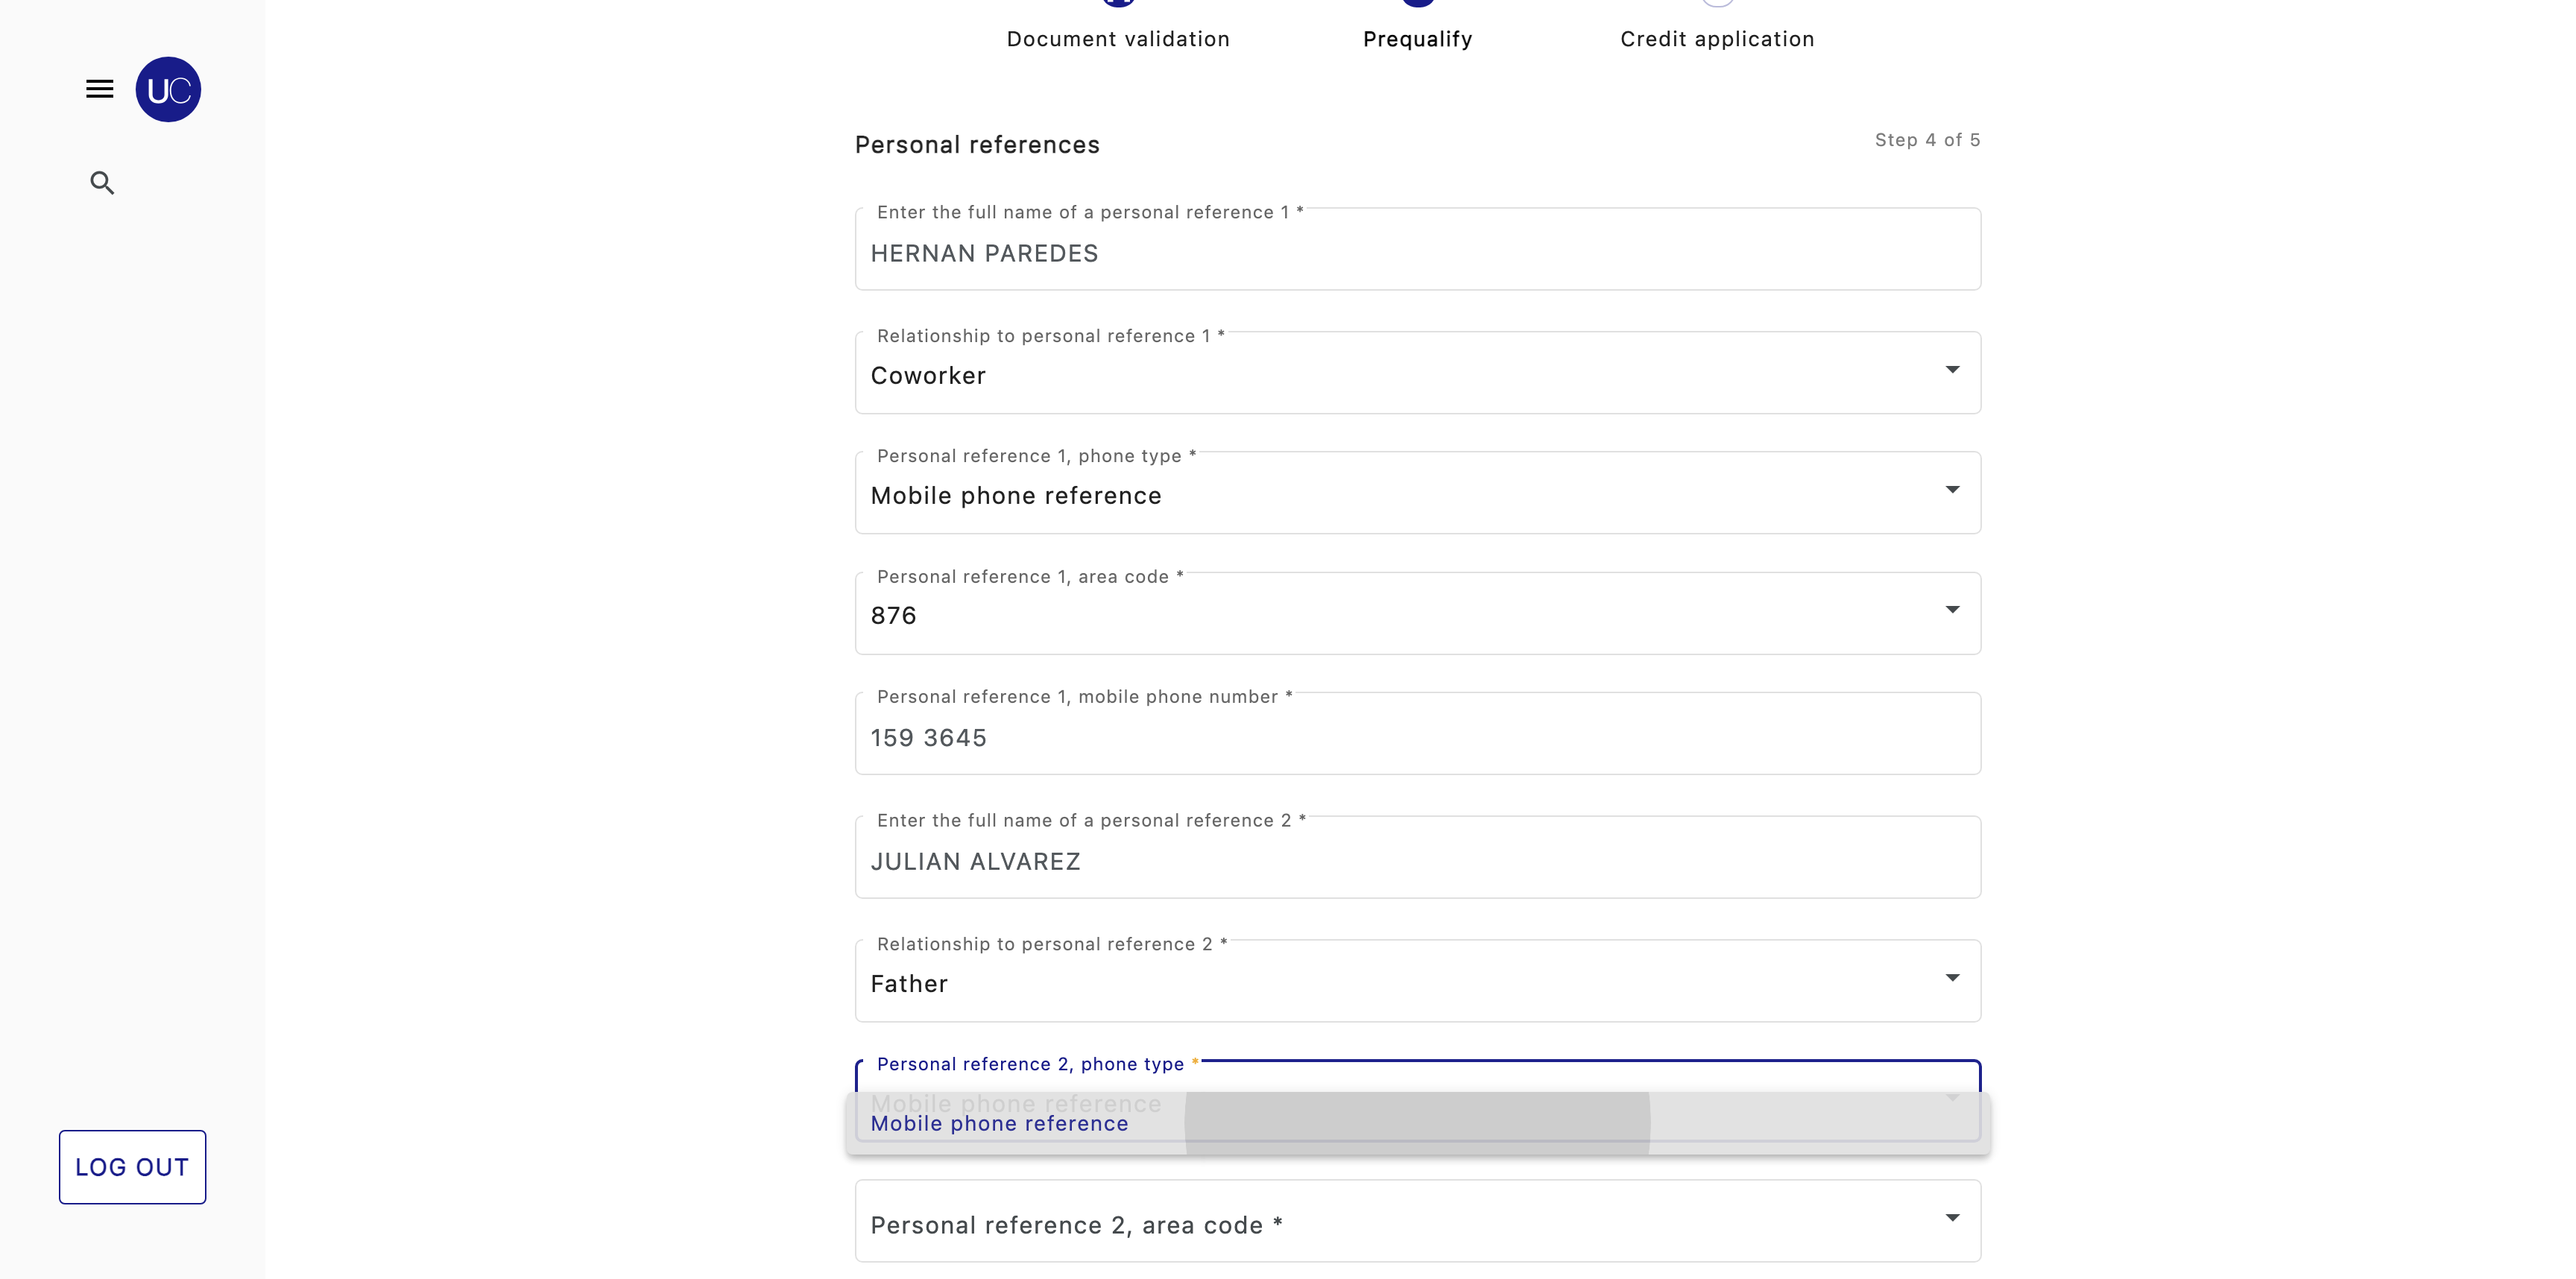 Document validation
Prequalify
Credit application
UC
Personal references
Step 4 of 5
Enter the full name of a personal reference 1 *
HERNAN PAREDES
Relationship to personal reference 1 *
Coworker
Personal reference 1, phone type *
Mobile phone reference
Personal reference 1, area code *
876
Personal reference 1, mobile phone number *
159 3645
Enter the full name of a personal reference 2 *
JULIAN ALVAREZ
Relationship to personal reference 2 *
Father
Personal reference 2, phone type *
Mobile phone reference
Mobile phone reference
LOG OUT
Personal reference 2, area code *